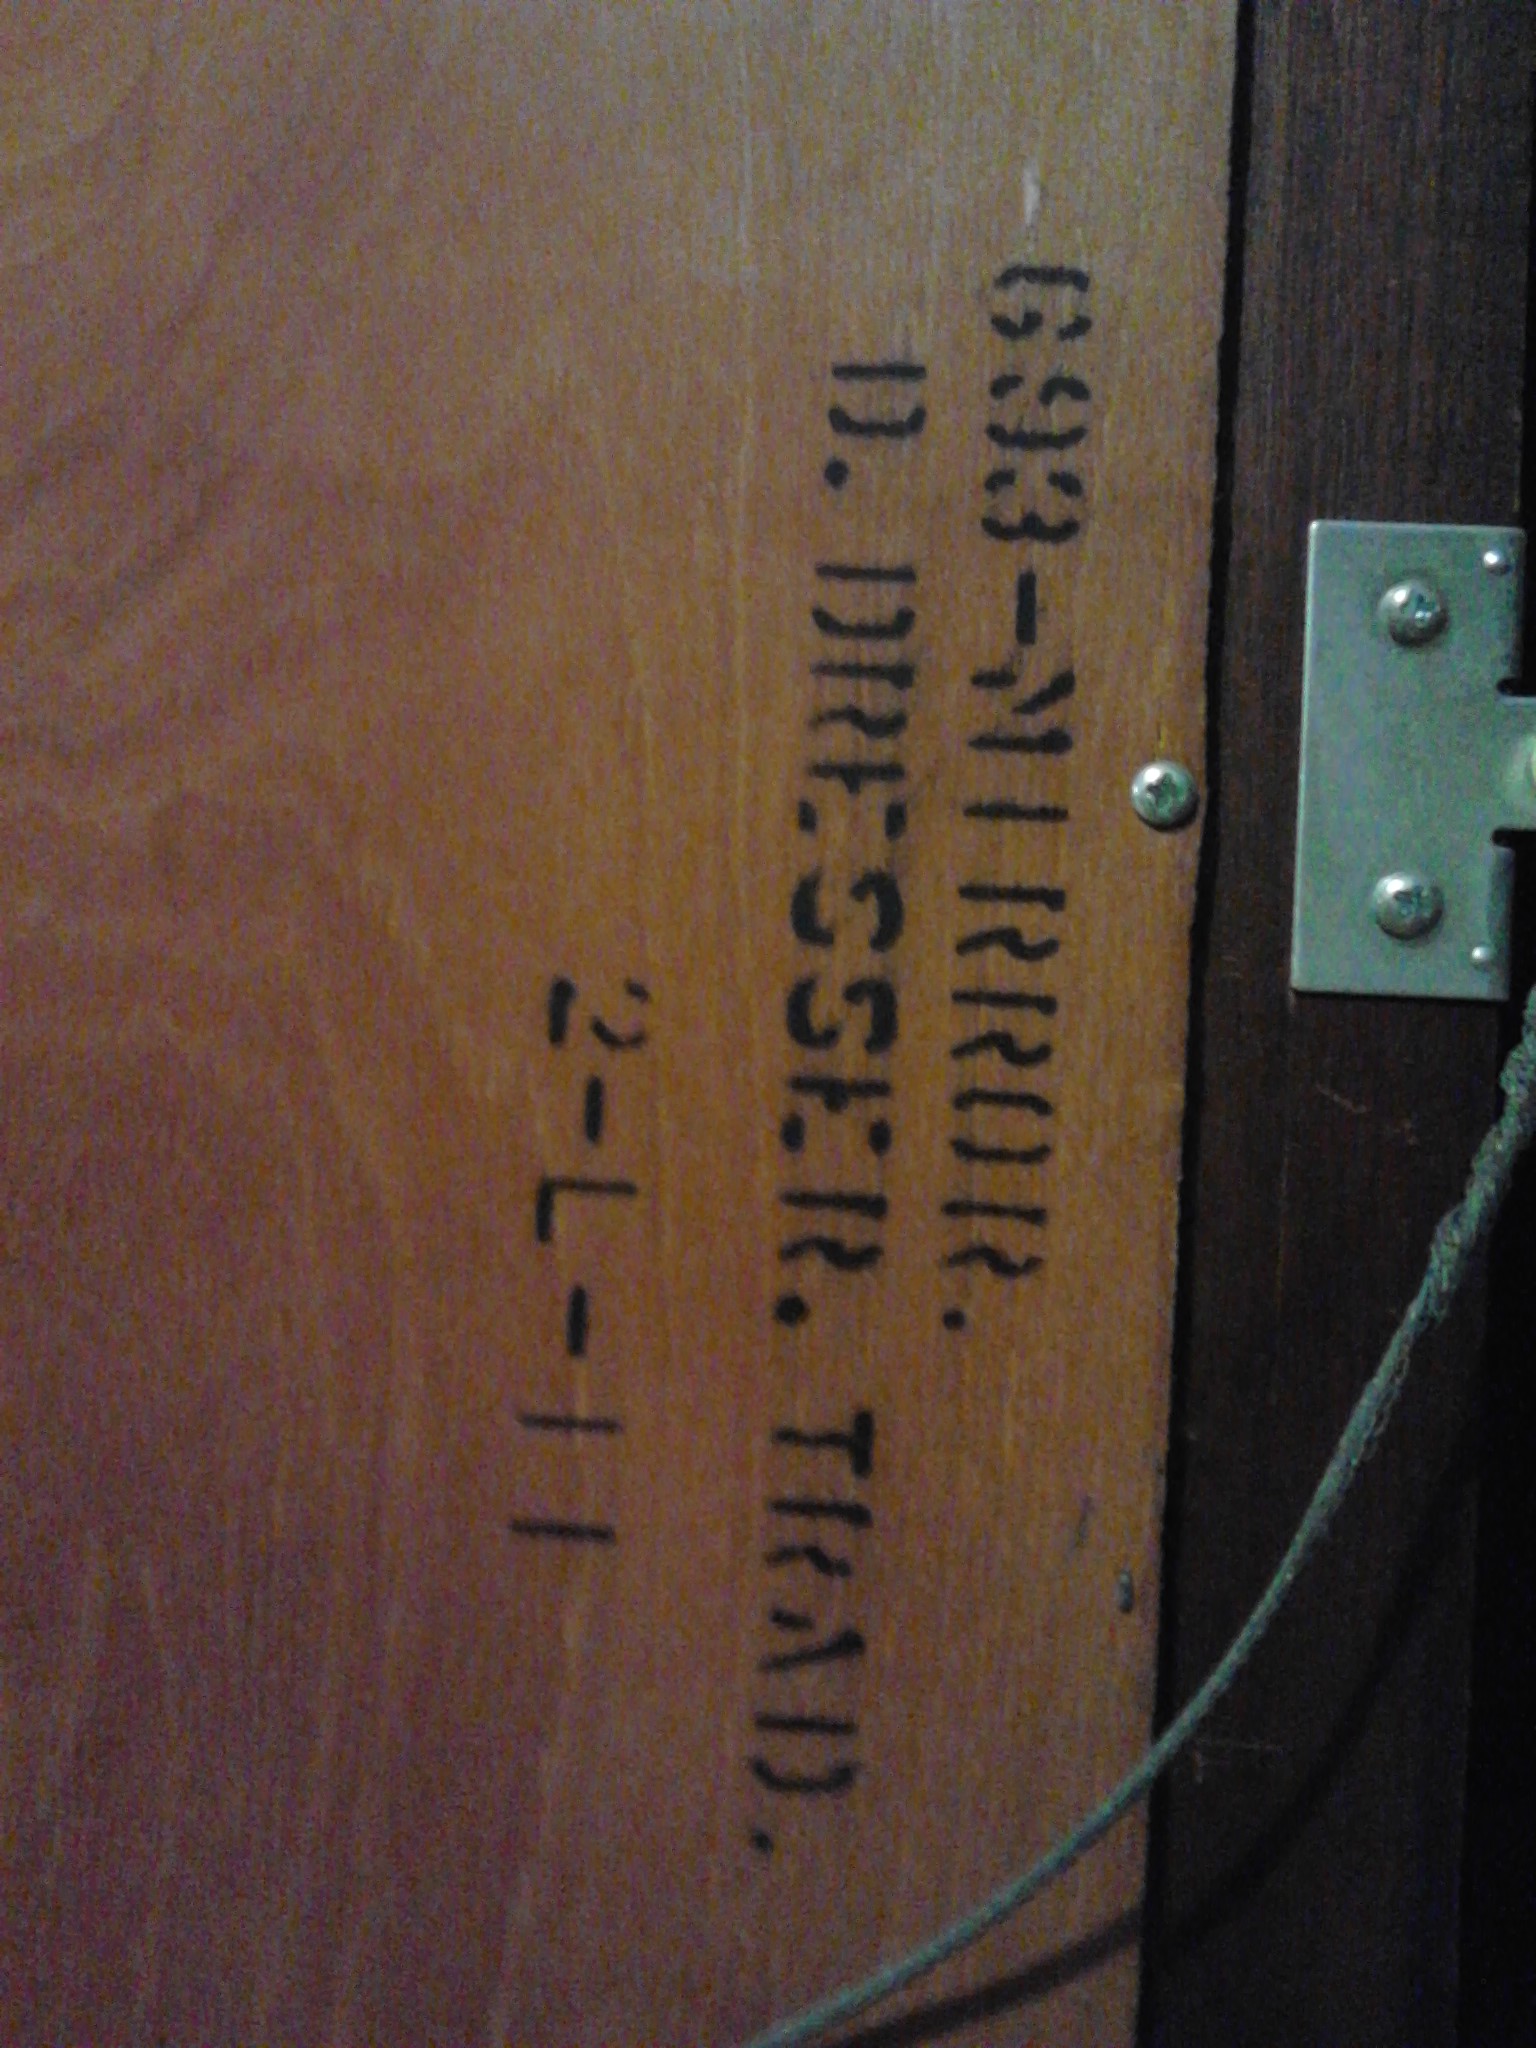 693-MIRROR.
D. DRESSER. TRAD.
2-L-11